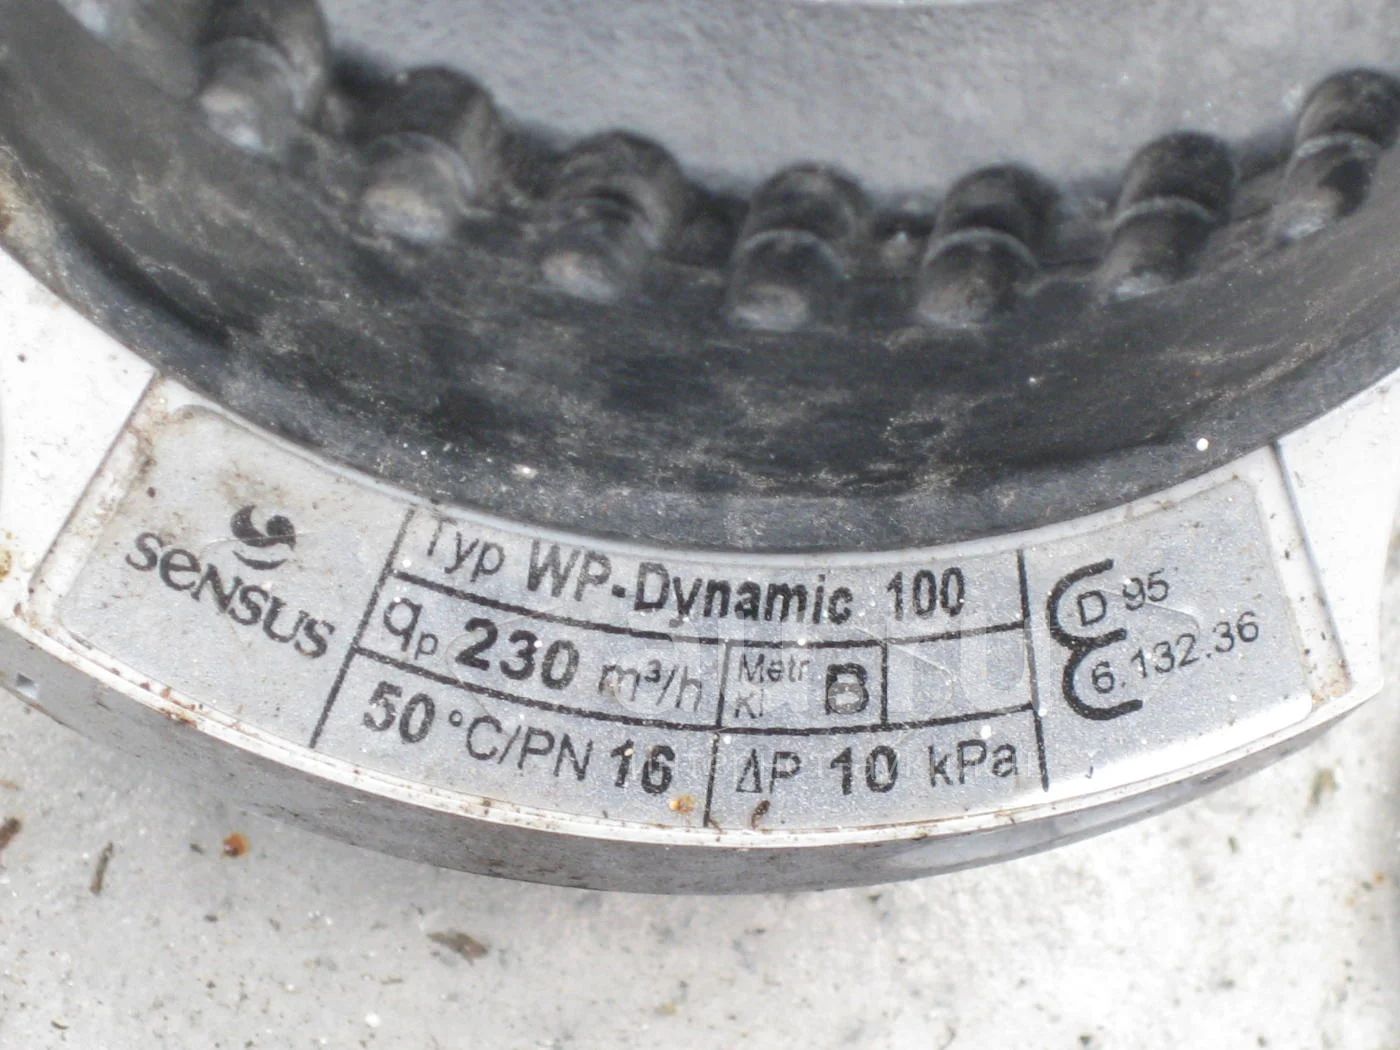 SENSUS
Typ WP-Dynamic 100
qp 230 m³/h
Metr
Kl
B
50 °C/PN 16
ΔP 10 kPa
D 95
6.132.36